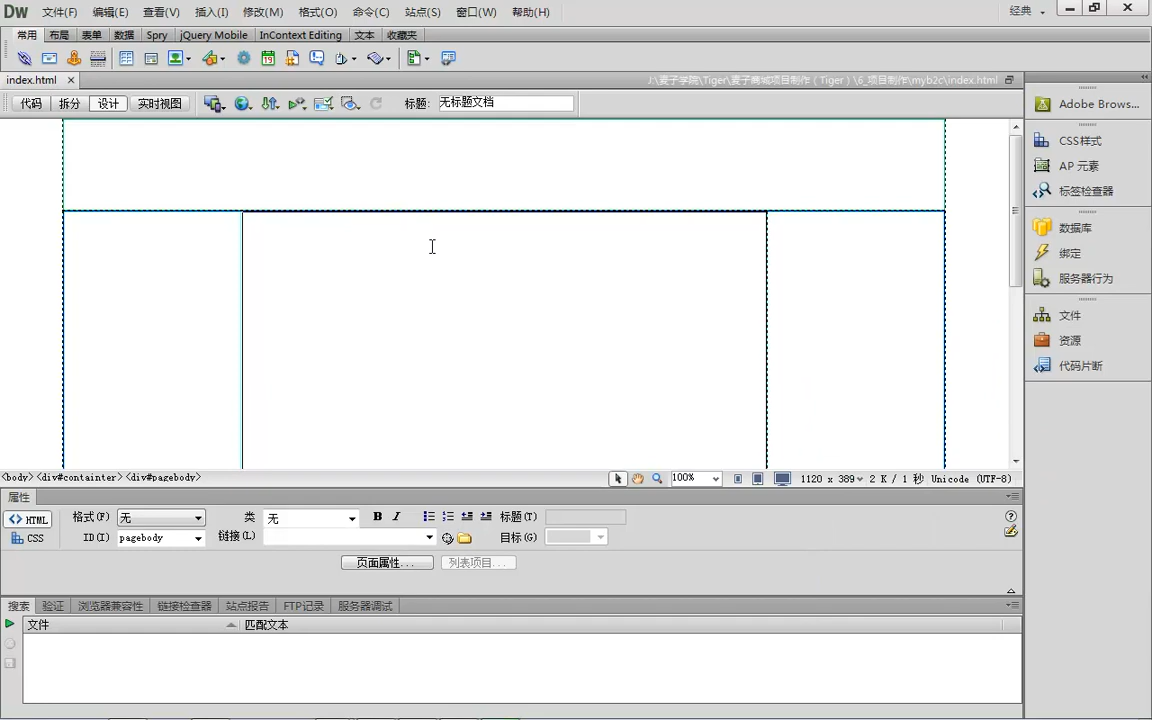 Dw 文件(F) 编辑(E) 查看(V) 插入(I) 修改(M) 格式(O) 命令(C) 站点(S) 窗口(W) 帮助(H) 经典
常用 布局 表单 数据 Spry jQuery Mobile InContext Editing 文本 收藏夹
index.html J:\麦子学院\Tiger\麦子商城项目制作（Tiger）\6_项目制作\myb2c\index.html
代码 拆分 设计 实时视图 标题: 无标题文档
Adobe Brows...
CSS样式
AP 元素
标签检查器
数据库
绑定
服务器行为
文件
资源
代码片断
<body> <div#containter> <div#pagebody> 100% 1120 x 389 2 K / 1 秒 Unicode (UTF-8)
属性
<> HTML 格式(F) 无 类 无 B I 标题(T)
CSS ID(I) pagebody 链接(L) 目标(G)
页面属性... 列表项目...
搜索 验证 浏览器兼容性 链接检查器 站点报告 FTP记录 服务器调试
文件 匹配文本